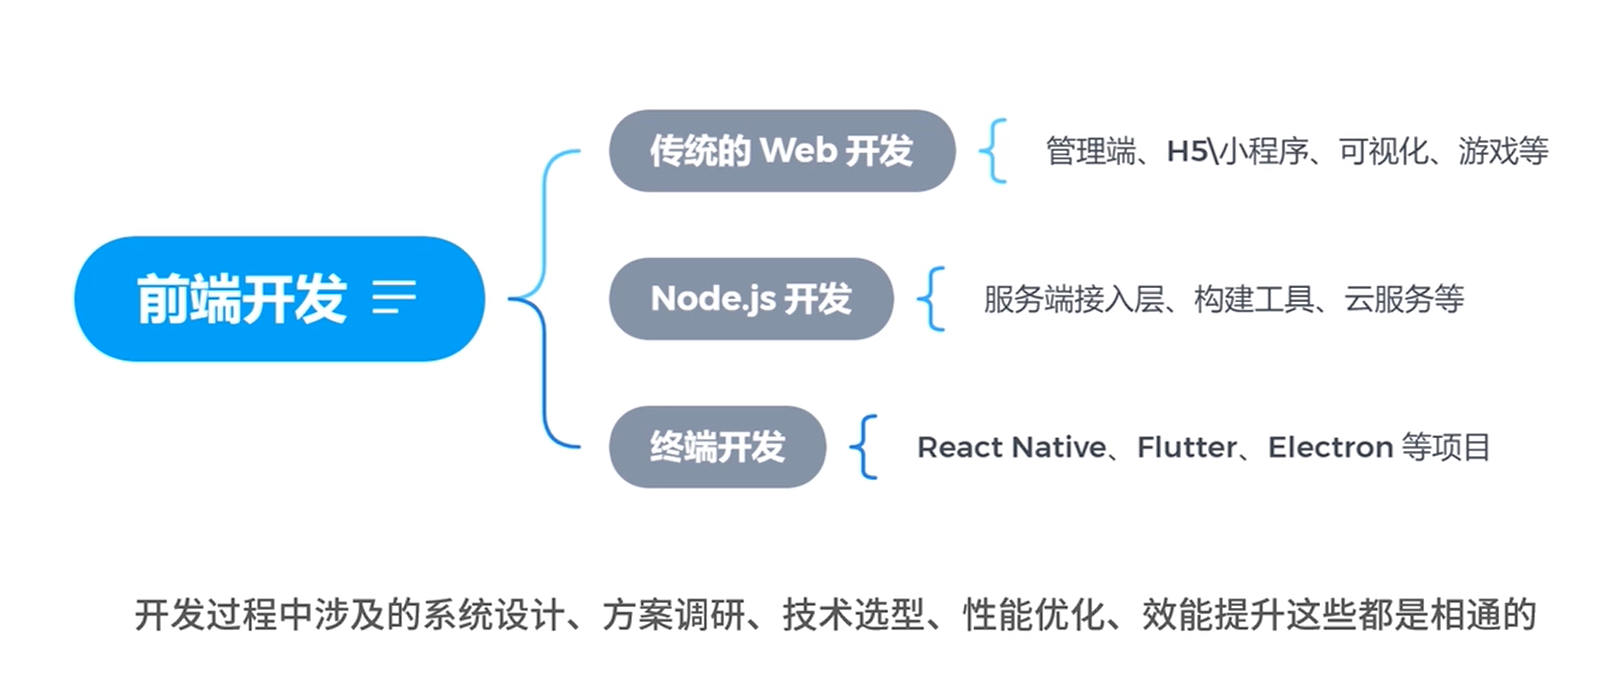 前端开发
传统的 Web 开发
管理端、H5\小程序、可视化、游戏等
Node.js 开发
服务端接入层、构建工具、云服务等
终端开发
React Native、Flutter、Electron 等项目
开发过程中涉及的系统设计、方案调研、技术选型、性能优化、效能提升这些都是相通的